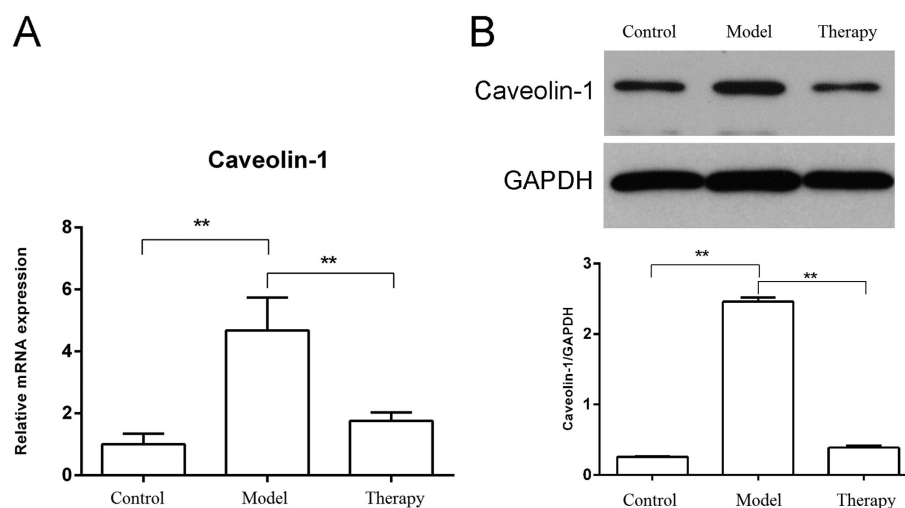 A
Caveolin-1
Relative mRNA expression
8
6
4
2
0
**
**
Control Model Therapy
B
Control Model Therapy
Caveolin-1
GAPDH
Caveolin-1/GAPDH
3
2
1
0
**
**
Control Model Therapy